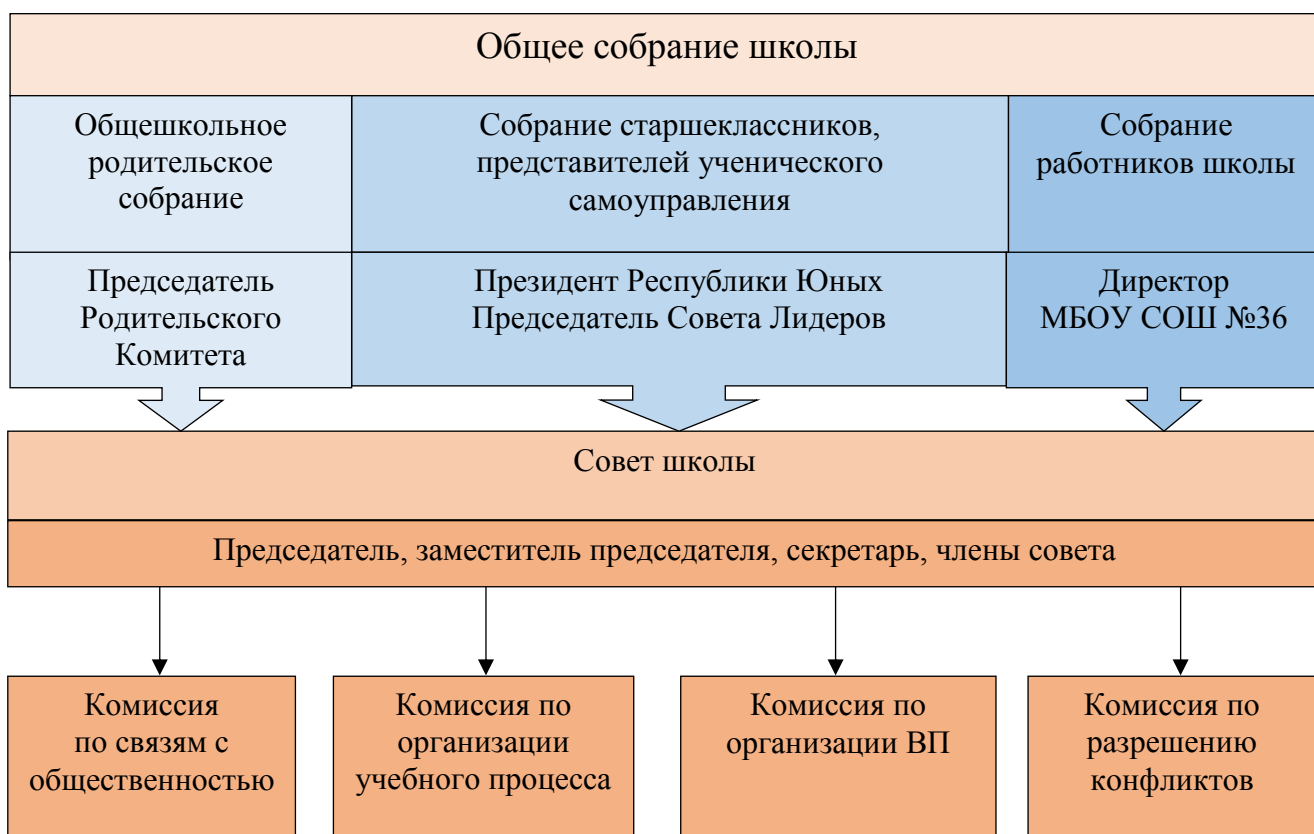 Общее собрание школы
Общешкольное
родительское
собрание
Собрание старшеклассников,
представителей ученического
самоуправления
Собрание
работников школы
Председатель
Родительского
Комитета
Президент Республики Юных
Председатель Совета Лидеров
Директор
МБОУ СОШ №36
Совет школы
Председатель, заместитель председателя, секретарь, члены совета
Комиссия
по связям с
общественностью
Комиссия по
организации
учебного процесса
Комиссия по
организации ВП
Комиссия по
разрешению
конфликтов